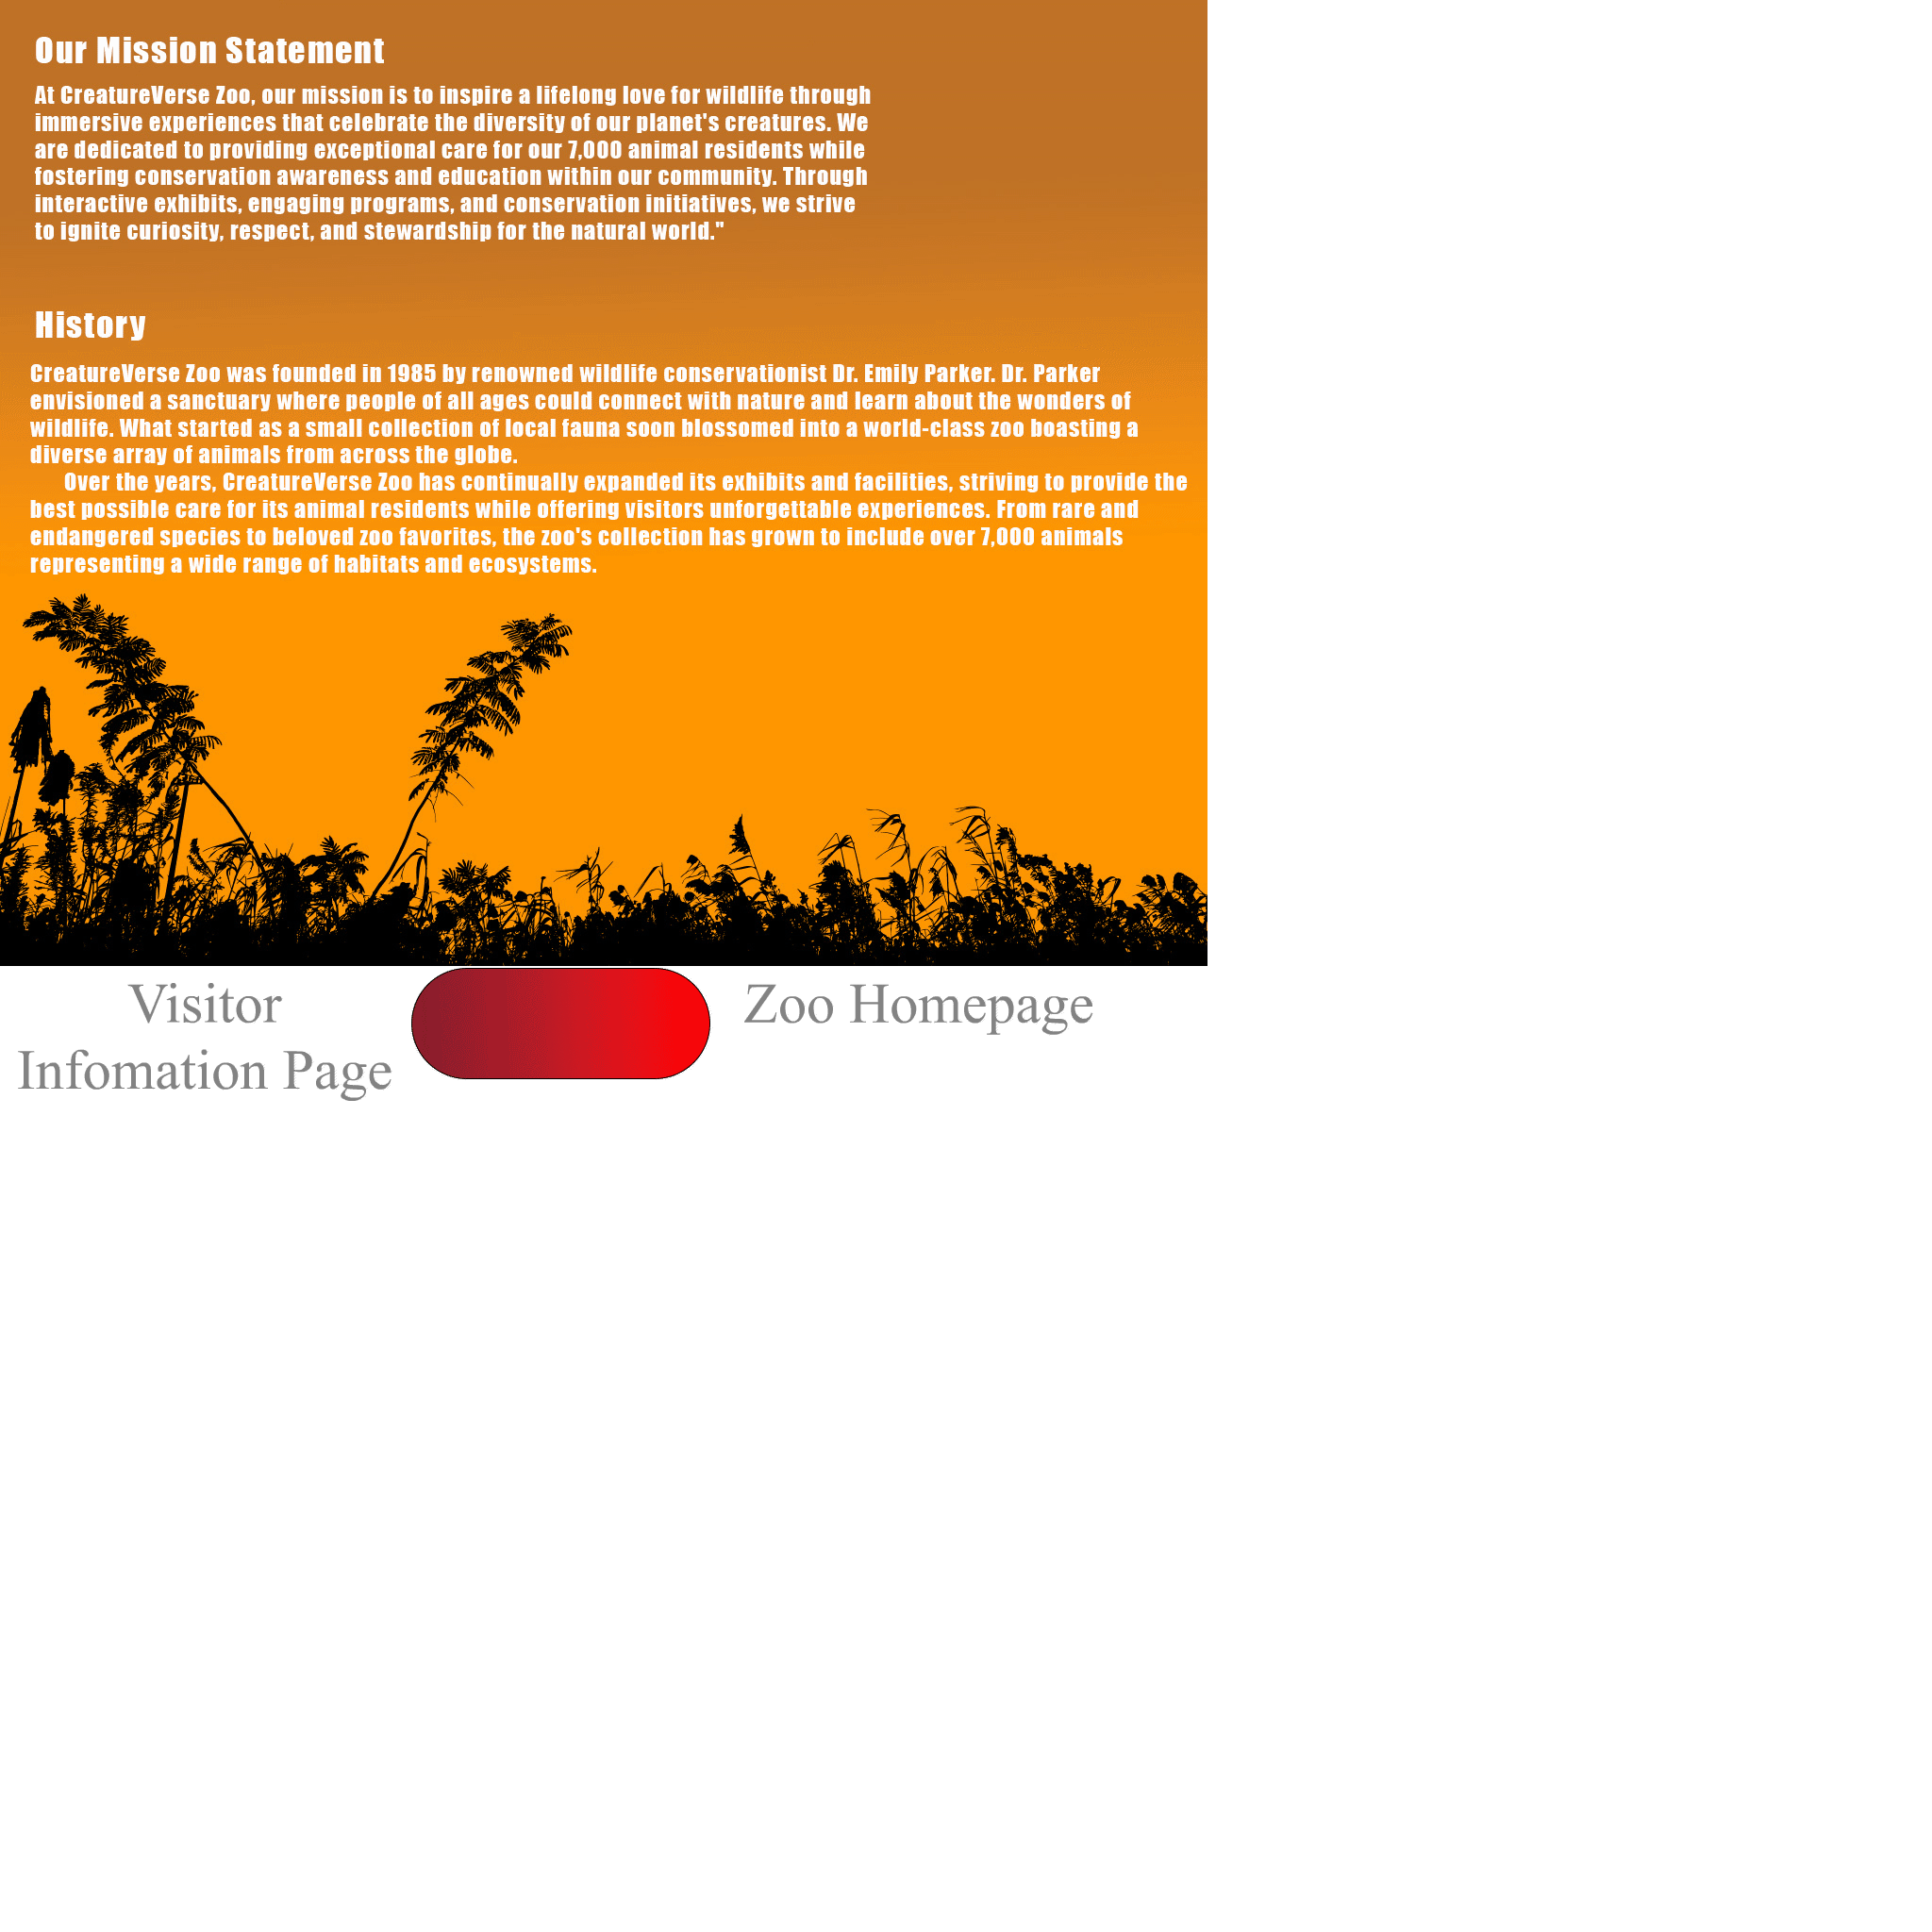 Our Mission Statement
At CreatureVerse Zoo, our mission is to inspire a lifelong love for wildlife through
immersive experiences that celebrate the diversity of our planet's creatures. We
are dedicated to providing exceptional care for our 7,000 animal residents while
fostering conservation awareness and education within our community. Through
interactive exhibits, engaging programs, and conservation initiatives, we strive
to ignite curiosity, respect, and stewardship for the natural world."
History
CreatureVerse Zoo was founded in 1985 by renowned wildlife conservationist Dr. Emily Parker. Dr. Parker
envisioned a sanctuary where people of all ages could connect with nature and learn about the wonders of
wildlife. What started as a small collection of local fauna soon blossomed into a world-class zoo boasting a
diverse array of animals from across the globe.
Over the years, CreatureVerse Zoo has continually expanded its exhibits and facilities, striving to provide the
best possible care for its animal residents while offering visitors unforgettable experiences. From rare and
endangered species to beloved zoo favorites, the zoo's collection has grown to include over 7,000 animals
representing a wide range of habitats and ecosystems.
Visitor
Infomation Page
Zoo Homepage